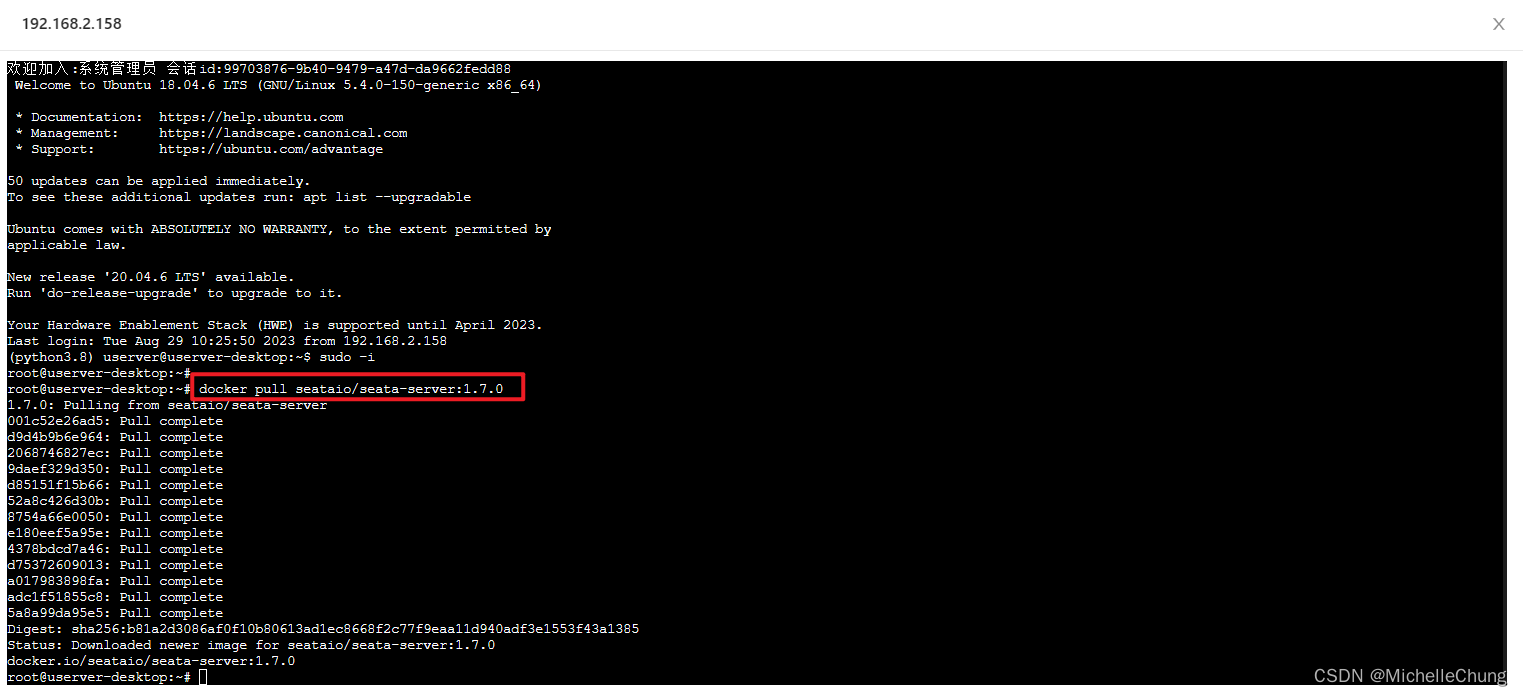 192.168.2.158
X
欢迎加入:系统管理员 会话id:99703876-9b40-9479-a47d-da9662fedd88
Welcome to Ubuntu 18.04.6 LTS (GNU/Linux 5.4.0-150-generic x86_64)
* Documentation:  https://help.ubuntu.com
* Management:     https://landscape.canonical.com
* Support:        https://ubuntu.com/advantage
50 updates can be applied immediately.
To see these additional updates run: apt list --upgradable
Ubuntu comes with ABSOLUTELY NO WARRANTY, to the extent permitted by
applicable law.
New release '20.04.6 LTS' available.
Run 'do-release-upgrade' to upgrade to it.
Your Hardware Enablement Stack (HWE) is supported until April 2023.
Last login: Tue Aug 29 10:25:50 2023 from 192.168.2.158
(python3.8) userver@userver-desktop:~$ sudo -i
root@userver-desktop:~#
root@userver-desktop:~# docker pull seataio/seata-server:1.7.0
1.7.0: Pulling from seataio/seata-server
001c52e26ad5: Pull complete
d9d4b9b6e964: Pull complete
2068746827ec: Pull complete
9daef329d350: Pull complete
d85151f15b66: Pull complete
52a8c426d30b: Pull complete
8754a66e0050: Pull complete
e180eef5a95e: Pull complete
4378bdcd7a46: Pull complete
d75372609013: Pull complete
a017983898fa: Pull complete
adc1f51855c8: Pull complete
5a8a99da95e5: Pull complete
Digest: sha256:b81a2d3086af0f10b80613ad1ec8668f2c77f9eaa11d940adf3e1553f43a1385
Status: Downloaded newer image for seataio/seata-server:1.7.0
docker.io/seataio/seata-server:1.7.0
root@userver-desktop:~#
CSDN @MichelleChung